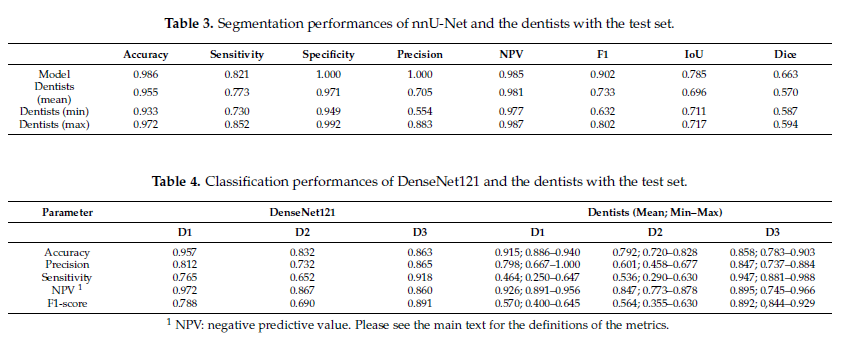 Table 3. Segmentation performances of nnU-Net and the dentists with the test set.
Accuracy Sensitivity Specificity Precision NPV F1 IoU Dice
Model 0.986 0.821 1.000 1.000 0.985 0.902 0.785 0.663
Dentists (mean) 0.955 0.773 0.971 0.705 0.981 0.733 0.696 0.570
Dentists (min) 0.933 0.730 0.949 0.554 0.977 0.632 0.711 0.587
Dentists (max) 0.972 0.852 0.992 0.883 0.987 0.802 0.717 0.594
Table 4. Classification performances of DenseNet121 and the dentists with the test set.
Parameter DenseNet121 Dentists (Mean; Min–Max)
D1 D2 D3 D1 D2 D3
Accuracy 0.957 0.832 0.863 0.915; 0.886–0.940 0.792; 0.720–0.828 0.858; 0.783–0.903
Precision 0.812 0.732 0.865 0.798; 0.667–1.000 0.601; 0.458–0.677 0.847; 0.737–0.884
Sensitivity 0.765 0.652 0.918 0.464; 0.250–0.647 0.536; 0.290–0.630 0.947; 0.881–0.988
NPV 1 0.972 0.867 0.860 0.926; 0.891–0.956 0.847; 0.773–0.878 0.895; 0.745–0.966
F1-score 0.788 0.690 0.891 0.570; 0.400–0.645 0.564; 0.355–0.630 0.892; 0,844–0.929
1 NPV: negative predictive value. Please see the main text for the definitions of the metrics.